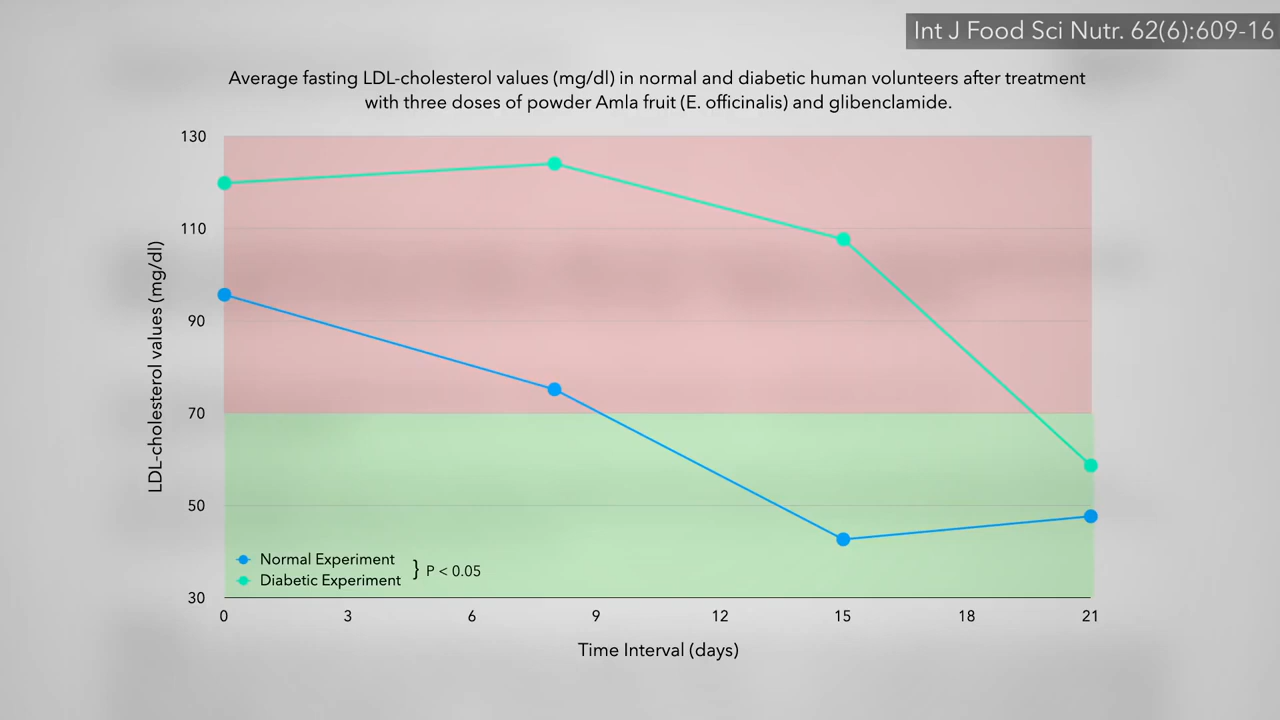 Int J Food Sci Nutr. 62(6):609-16
Average fasting LDL-cholesterol values (mg/dl) in normal and diabetic human volunteers after treatment
with three doses of powder Amla fruit (E. officinalis) and glibenclamide.
130
110
90
70
50
30
LDL-cholesterol values (mg/dl)
Normal Experiment
Diabetic Experiment
} P < 0.05
0 3 6 9 12 15 18 21
Time Interval (days)